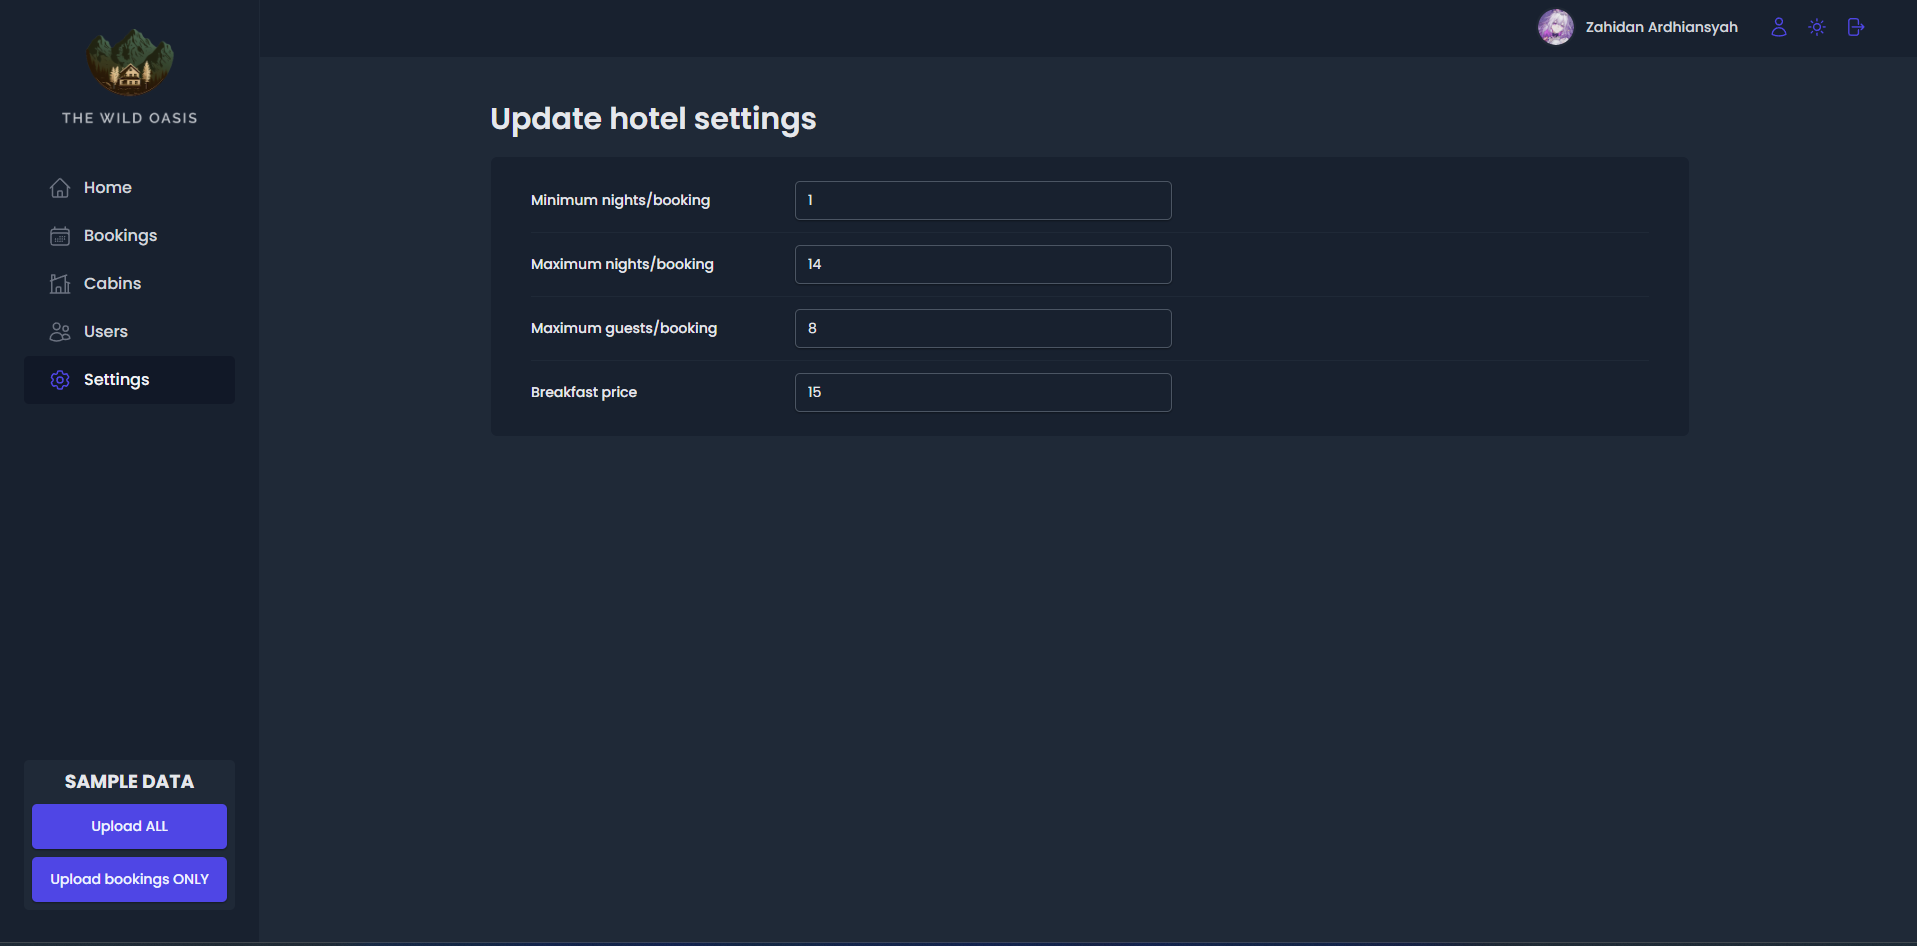 THE WILD OASIS
Home
Bookings
Cabins
Users
Settings
SAMPLE DATA
Upload ALL
Upload bookings ONLY
Zahidan Ardhiansyah
Update hotel settings
Minimum nights/booking 1
Maximum nights/booking 14
Maximum guests/booking 8
Breakfast price 15